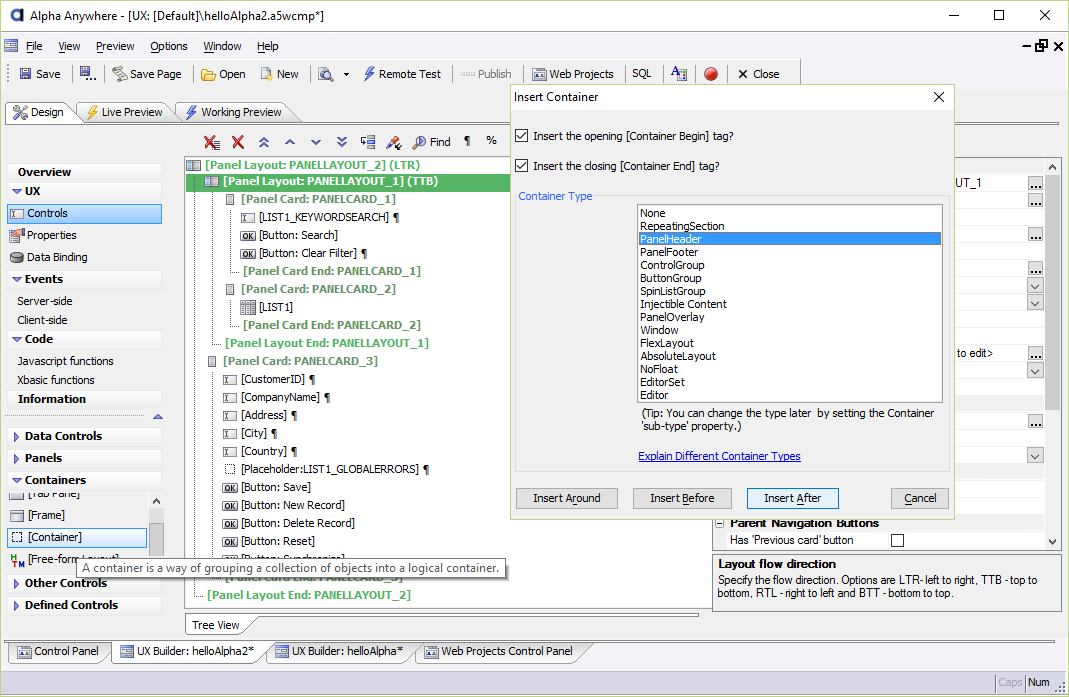 Alpha Anywhere - [UX: [Default]\helloAlpha2.a5wcmp*]
File View Preview Options Window Help
Save Save Page Open New Remote Test Publish Web Projects SQL Close
Design Live Preview Working Preview
Find ¶ %
Overview
UX
Controls
Properties
Data Binding
Events
Server-side
Client-side
Code
Javascript functions
Xbasic functions
Information
Data Controls
Panels
Containers
[Tab Pane]
[Frame]
[Container]
[Free-form Layout]
Other Controls
Defined Controls
[Panel Layout: PANELLAYOUT_2] (LTR)
[Panel Layout: PANELLAYOUT_1] (TTB)
[Panel Card: PANELCARD_1]
[LIST1_KEYWORDSEARCH] ¶
OK [Button: Search]
OK [Button: Clear Filter] ¶
[Panel Card End: PANELCARD_1]
[Panel Card: PANELCARD_2]
[LIST1]
[Panel Card End: PANELCARD_2]
[Panel Layout End: PANELLAYOUT_1]
[Panel Card: PANELCARD_3]
[CustomerID] ¶
[CompanyName] ¶
[Address] ¶
[City] ¶
[Country] ¶
[Placeholder:LIST1_GLOBALERRORS] ¶
OK [Button: Save]
OK [Button: New Record]
OK [Button: Delete Record]
OK [Button: Reset]
OK [Button: Synchronize]
[Panel Card End: PANELCARD_3]
[Panel Layout End: PANELLAYOUT_2]
A container is a way of grouping a collection of objects into a logical container.
Tree View
Insert Container
Insert the opening [Container Begin] tag?
Insert the closing [Container End] tag?
Container Type
None
RepeatingSection
PanelHeader
PanelFooter
ControlGroup
ButtonGroup
SpinListGroup
Injectible Content
PanelOverlay
Window
FlexLayout
AbsoluteLayout
NoFloat
EditorSet
Editor
(Tip: You can change the type later by setting the Container
'sub-type' property.)
Explain Different Container Types
Insert Around Insert Before Insert After Cancel
UT_1
to edit>
Parent Navigation Buttons
Has 'Previous card' button
Layout flow direction
Specify the flow direction. Options are LTR- left to right, TTB - top to
bottom, RTL - right to left and BTT - bottom to top.
Control Panel UX Builder: helloAlpha2* UX Builder: helloAlpha* Web Projects Control Panel
Caps Num